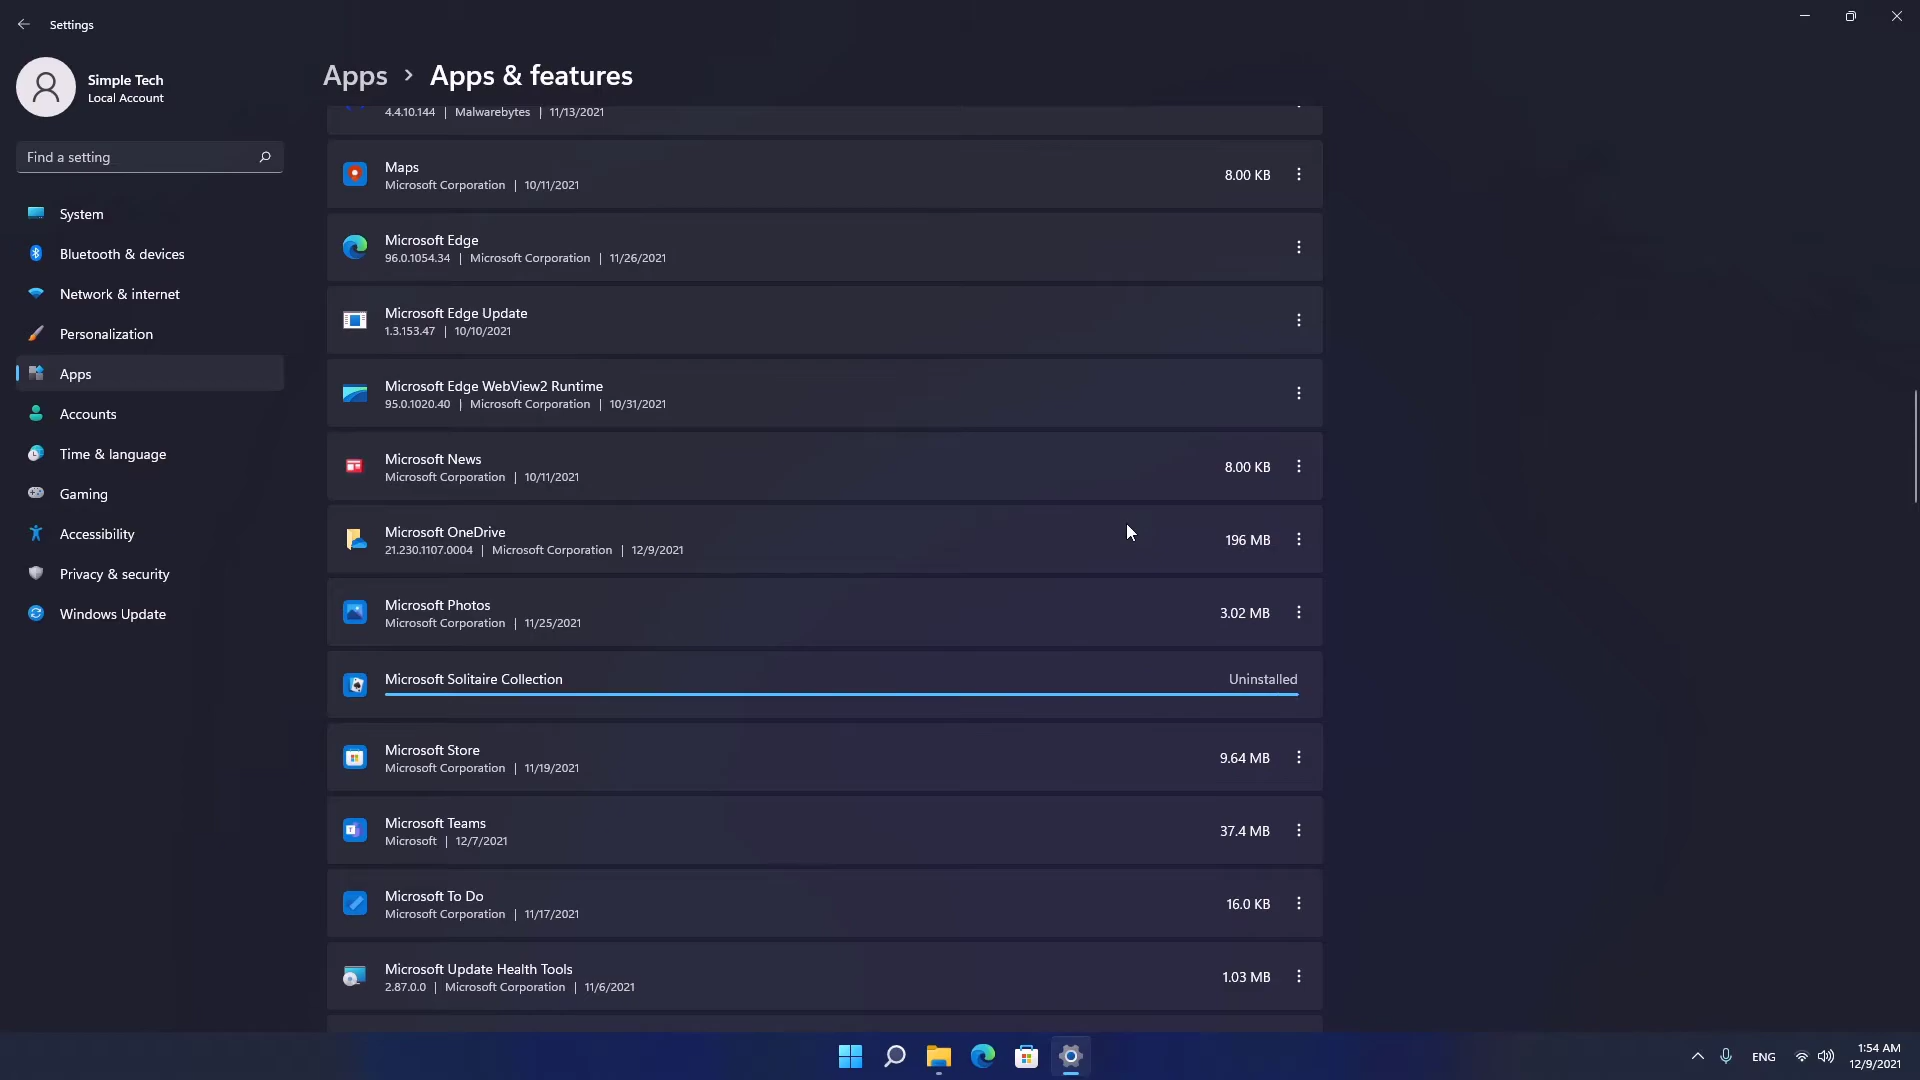 Settings
Simple Tech
Local Account
Find a setting
System
Bluetooth & devices
Network & internet
Personalization
Apps
Accounts
Time & language
Gaming
Accessibility
Privacy & security
Windows Update
Apps > Apps & features
4.4.10.144 | Malwarebytes | 11/13/2021
Maps
Microsoft Corporation | 10/11/2021
8.00 KB
Microsoft Edge
96.0.1054.34 | Microsoft Corporation | 11/26/2021
Microsoft Edge Update
1.3.153.47 | 10/10/2021
Microsoft Edge WebView2 Runtime
95.0.1020.40 | Microsoft Corporation | 10/31/2021
Microsoft News
Microsoft Corporation | 10/11/2021
8.00 KB
Microsoft OneDrive
21.230.1107.0004 | Microsoft Corporation | 12/9/2021
196 MB
Microsoft Photos
Microsoft Corporation | 11/25/2021
3.02 MB
Microsoft Solitaire Collection
Uninstalled
Microsoft Store
Microsoft Corporation | 11/19/2021
9.64 MB
Microsoft Teams
Microsoft | 12/7/2021
37.4 MB
Microsoft To Do
Microsoft Corporation | 11/17/2021
16.0 KB
Microsoft Update Health Tools
2.87.0.0 | Microsoft Corporation | 11/6/2021
1.03 MB
ENG
1:54 AM
12/9/2021